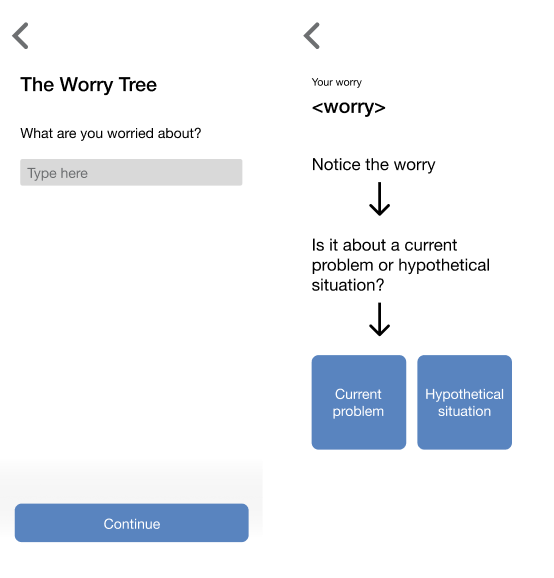 The Worry Tree
What are you worried about?
Type here
Continue
Your worry
<worry>
Notice the worry
Is it about a current
problem or hypothetical
situation?
Current
problem
Hypothetical
situation